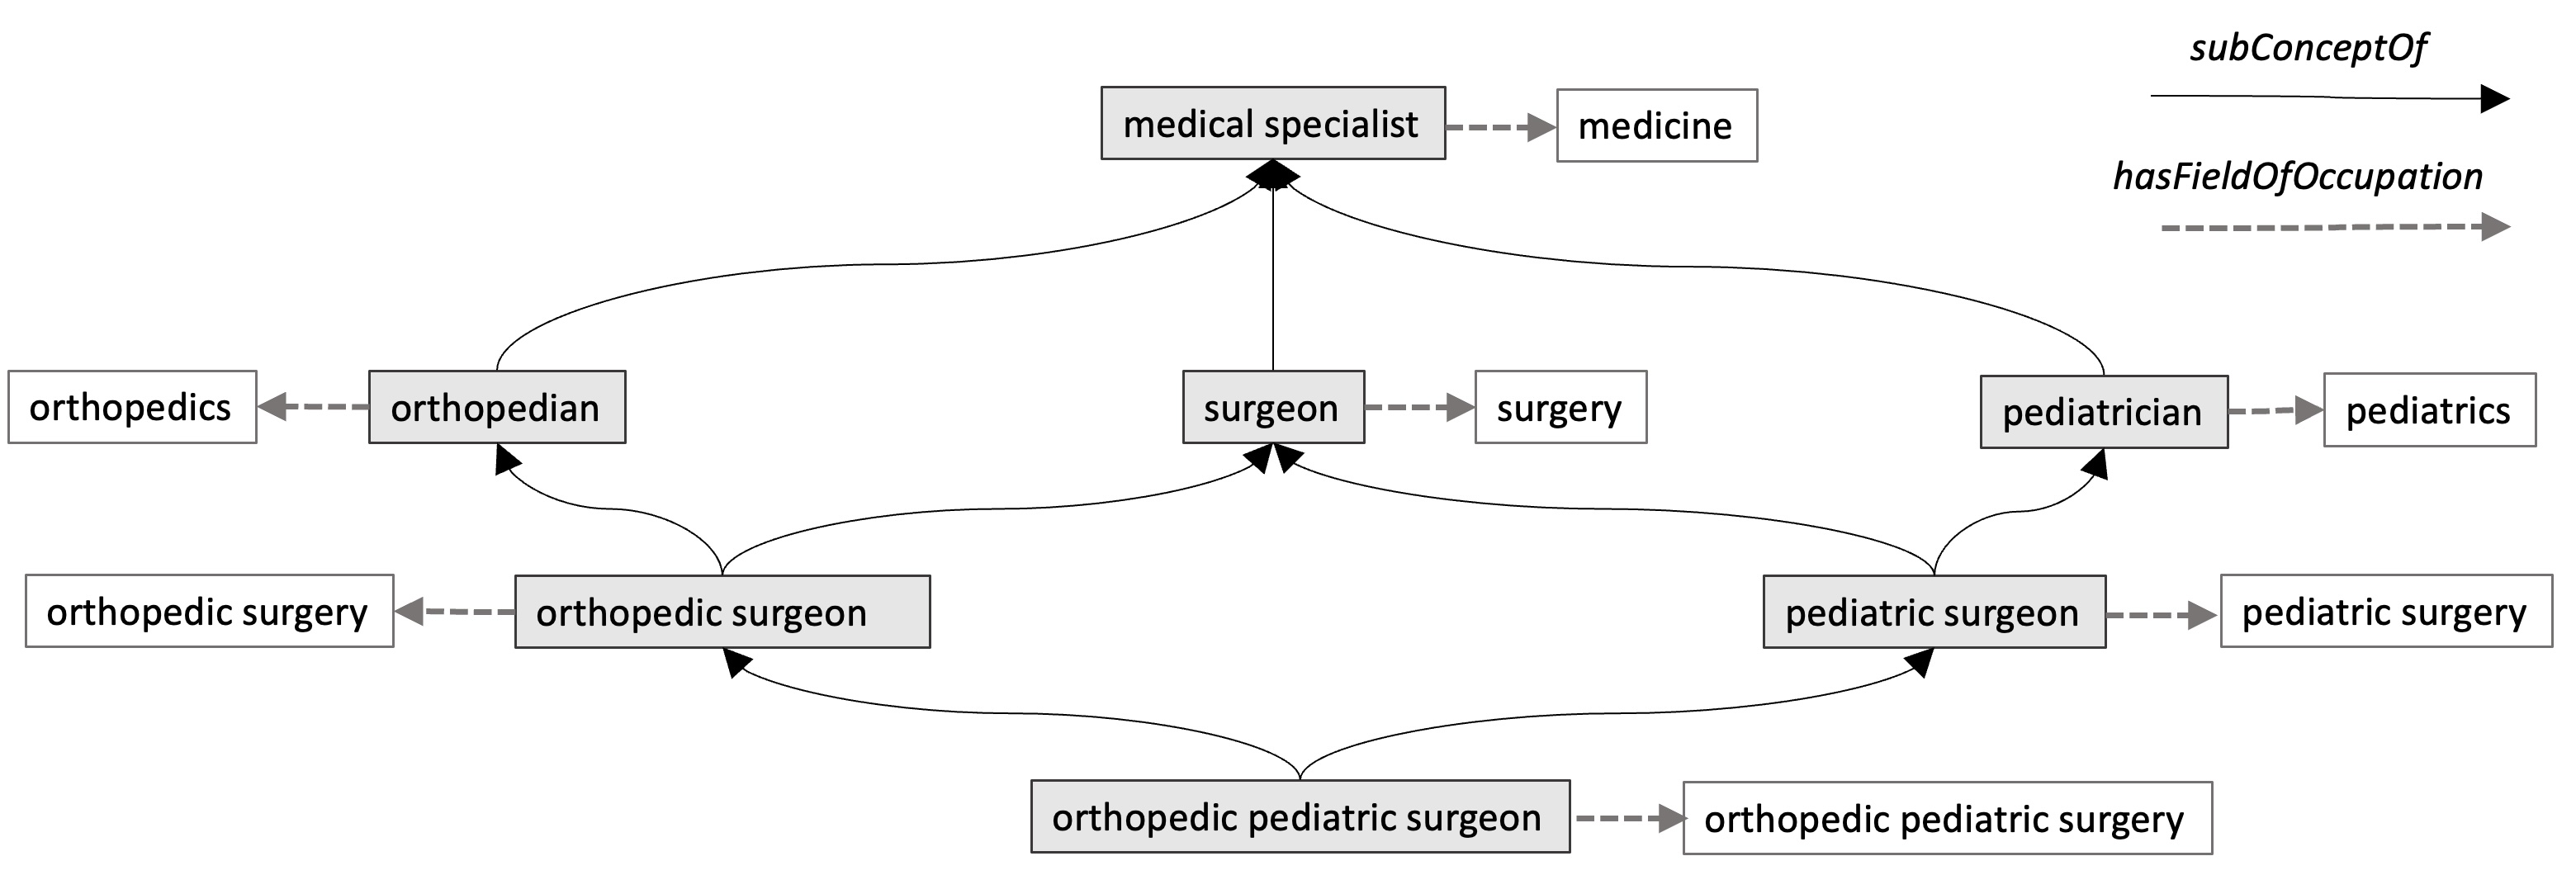 subConceptOf
medical specialist
medicine
hasFieldOfOccupation
orthopedics
orthopedian
surgeon
surgery
pediatrician
pediatrics
orthopedic surgery
orthopedic surgeon
pediatric surgeon
pediatric surgery
orthopedic pediatric surgeon
orthopedic pediatric surgery